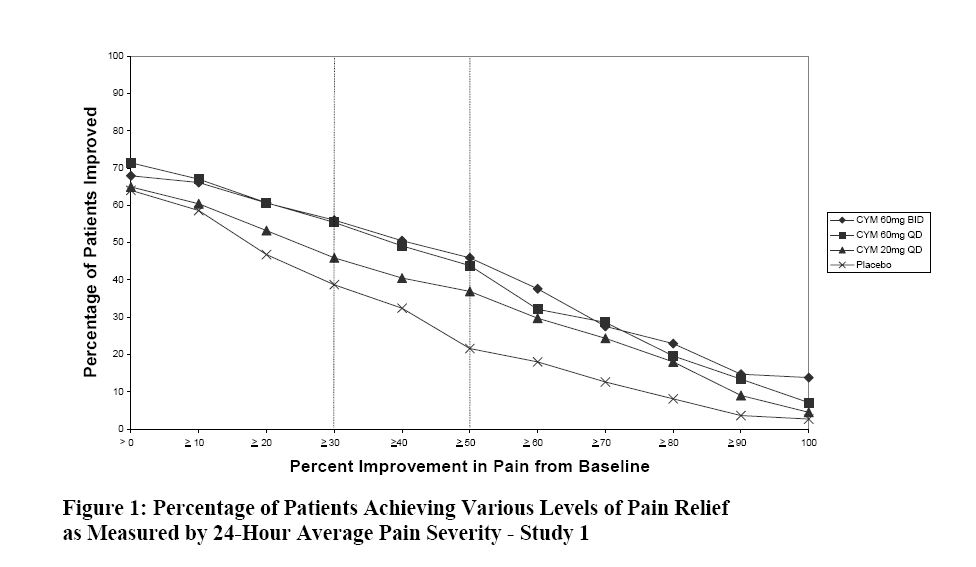 100
90
80
70
60
50
40
30
20
10
0
Percentage of Patients Improved
> 0 ≥ 10 ≥ 20 ≥ 30 ≥40 ≥ 50 ≥ 60 ≥70 ≥ 80 ≥90 100
Percent Improvement in Pain from Baseline
CYM 60mg BID
CYM 60mg QD
CYM 20mg QD
Placebo
Figure 1: Percentage of Patients Achieving Various Levels of Pain Relief
as Measured by 24-Hour Average Pain Severity - Study 1